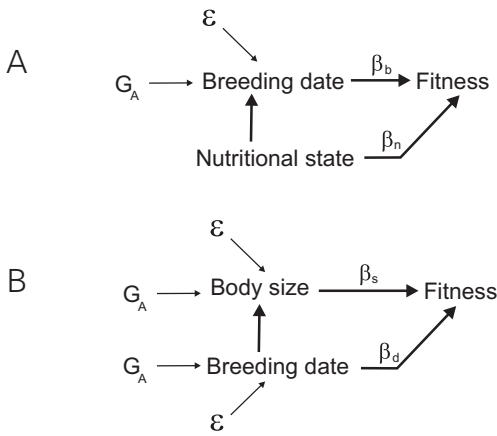 A
ε
G_A
Breeding date
β_b
Fitness
Nutritional state
β_n
B
ε
G_A
Body size
β_s
Fitness
G_A
Breeding date
β_d
ε